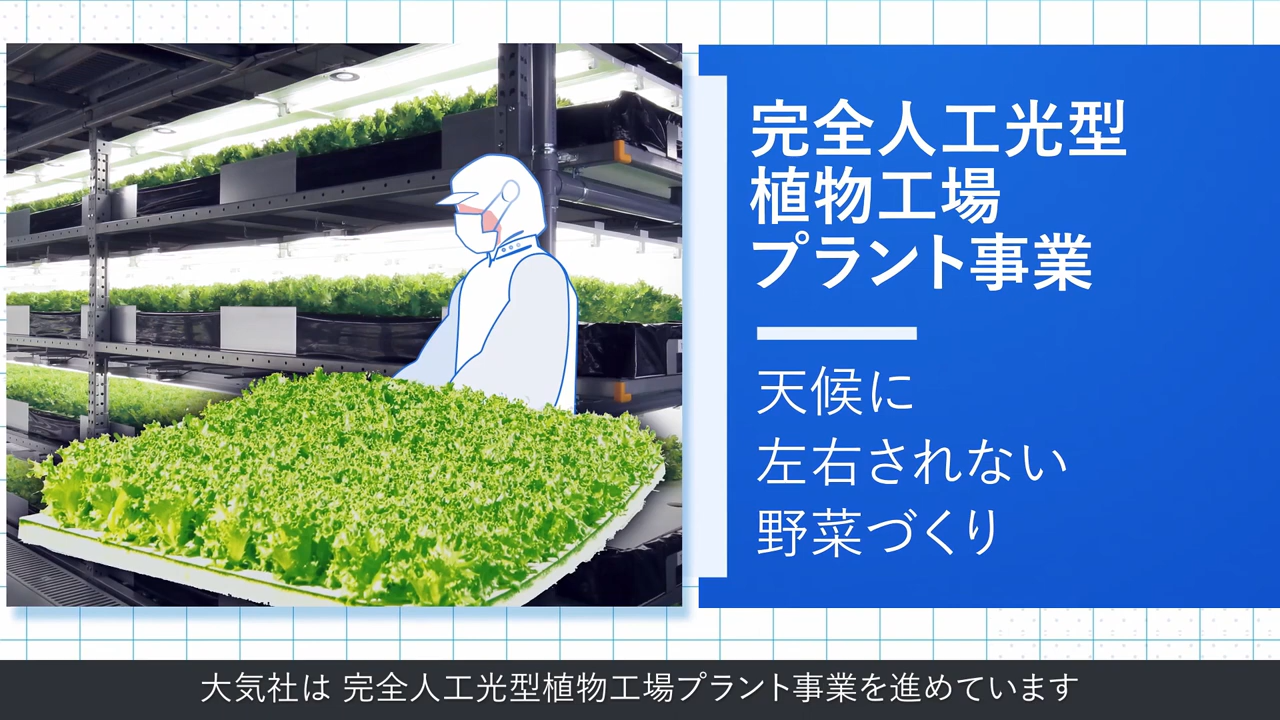 完全人工光型
植物工場
プラント事業
天候に
左右されない
野菜づくり
大気社は 完全人工光型植物工場プラント事業を進めています